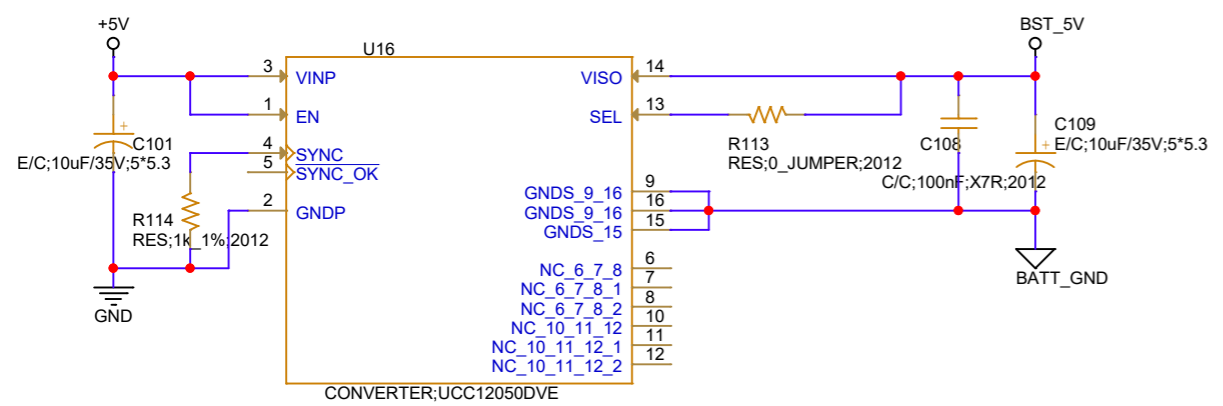 +5V
BST_5V
U16
3
VINP
VISO
14
1
EN
SEL
13
C101
E/C;10uF/35V;5*5.3
4
SYNC
5
SYNC_OK
R113
RES;0_JUMPER;2012
C108
C/C;100nF;X7R;2012
C109
E/C;10uF/35V;5*5.3
2
GNDP
R114
RES;1k_1%;2012
GNDS_9_16
9
GNDS_9_16
16
GNDS_15
15
NC_6_7_8
6
NC_6_7_8_1
7
NC_6_7_8_2
8
NC_10_11_12
10
NC_10_11_12_1
11
NC_10_11_12_2
12
GND
BATT_GND
CONVERTER;UCC12050DVE